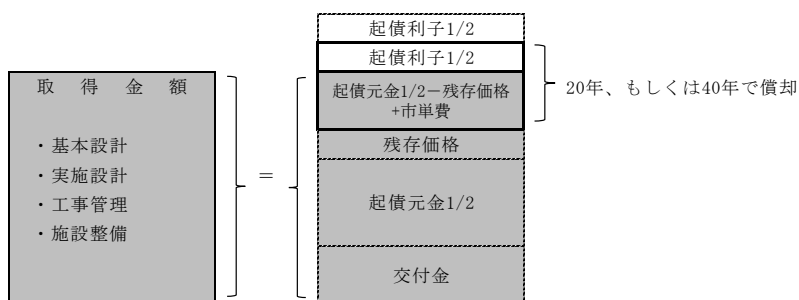 取得金額
・基本設計
・実施設計
・工事管理
・施設整備
＝
起債利子1/2
起債利子1/2
起債元金1/2－残存価格
+市単費
残存価格
起債元金1/2
交付金
20年、もしくは40年で償却